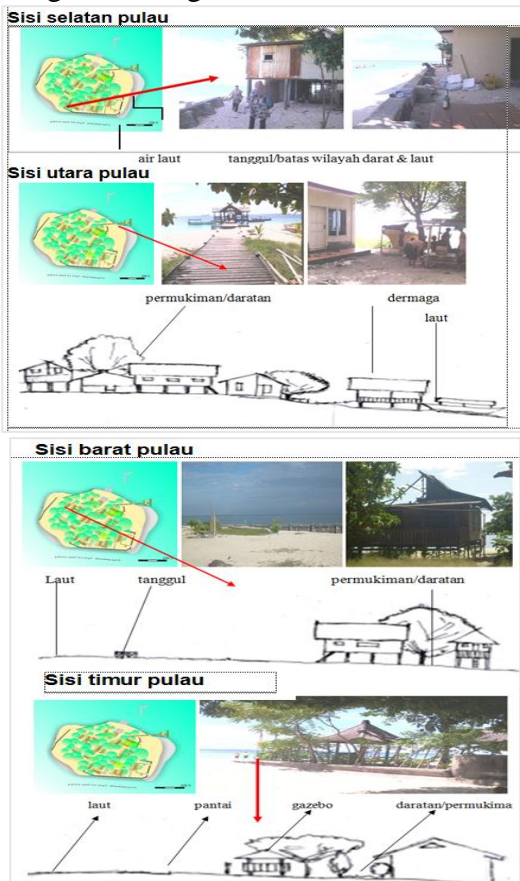 Sisi selatan pulau
air laut tanggul/batas wilayah darat & laut
Sisi utara pulau
permukiman/daratan dermaga
laut
Sisi barat pulau
Laut tanggul permukiman/daratan
Sisi timur pulau
laut pantai gazebo daratan/permukima